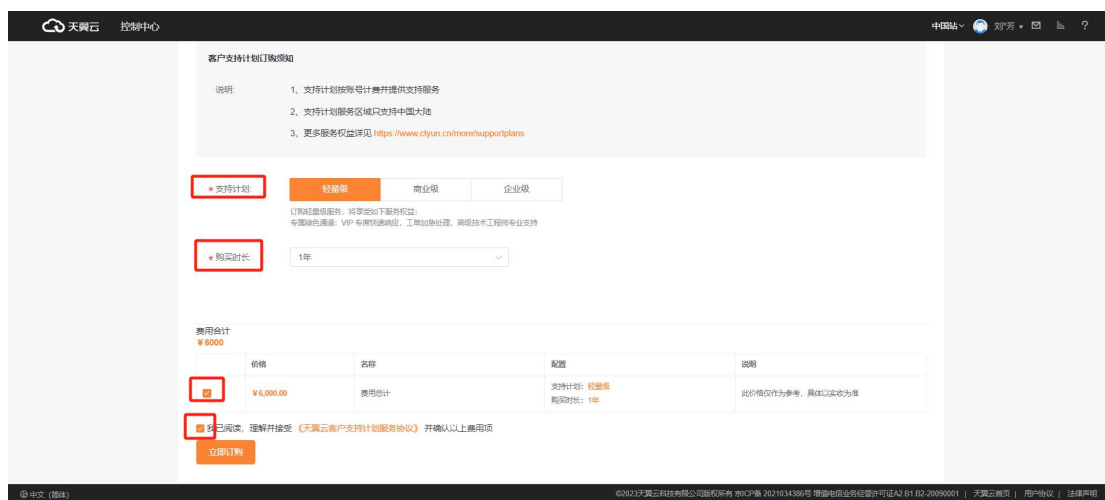 天翼云 控制中心 中国站 刘*芳 ?
客户支持计划订购须知
说明: 1、支持计划按账号计费并提供支持服务
2、支持计划服务区域只支持中国大陆
3、更多服务权益详见 https://www.ctyun.cn/more/supportplans
* 支持计划: 轻量级 商业级 企业级
订购轻量级服务，将享受如下服务权益：
专属绿色通道：VIP 专席快速响应，工单加急处理，高级技术工程师专业支持
* 购买时长: 1年
费用合计
¥ 6000
价格 名称 配置 说明
¥ 6,000.00 费用总计 支持计划：轻量级 此价格仅作为参考，具体以实收为准
购买时长：1年
我已阅读，理解并接受 《天翼云客户支持计划服务协议》 并确认以上费用项
立即订购
中文（简体） ©2023天翼云科技有限公司版权所有 京ICP备 2021034386号 增值电信业务经营许可证A2.B1.B2-20090001 | 天翼云首页 | 用户协议 | 法律声明